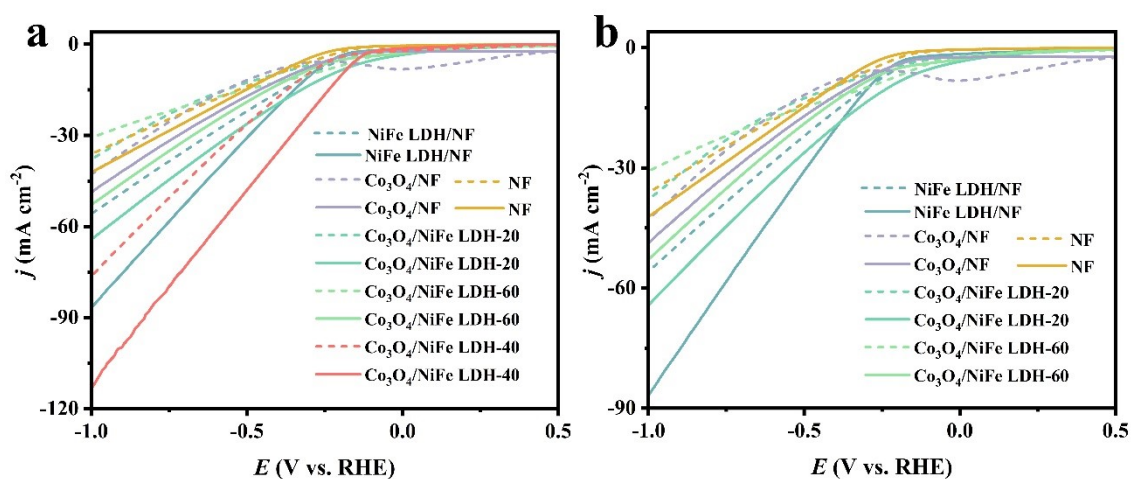 a
0
-30
-60
-90
-120
j (mA cm⁻²)
-1.0 -0.5 0.0 0.5
E (V vs. RHE)
NiFe LDH/NF
NiFe LDH/NF
Co₃O₄/NF NF
Co₃O₄/NF NF
Co₃O₄/NiFe LDH-20
Co₃O₄/NiFe LDH-20
Co₃O₄/NiFe LDH-60
Co₃O₄/NiFe LDH-60
Co₃O₄/NiFe LDH-40
Co₃O₄/NiFe LDH-40
b
0
-30
-60
-90
j (mA cm⁻²)
-1.0 -0.5 0.0 0.5
E (V vs. RHE)
NiFe LDH/NF
NiFe LDH/NF
Co₃O₄/NF NF
Co₃O₄/NF NF
Co₃O₄/NiFe LDH-20
Co₃O₄/NiFe LDH-20
Co₃O₄/NiFe LDH-60
Co₃O₄/NiFe LDH-60